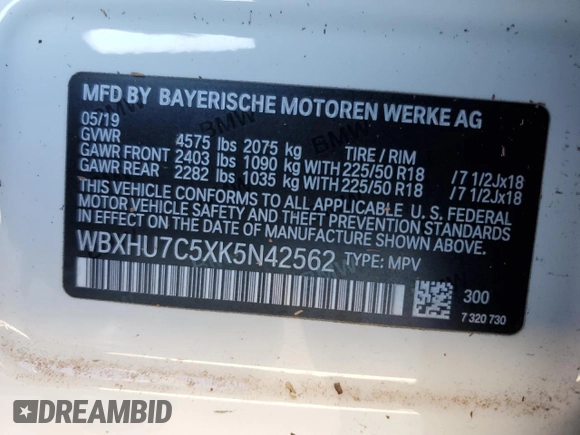 MFD BY BAYERISCHE MOTOREN WERKE AG
05/19
GVWR 4575 lbs 2075 kg TIRE / RIM
GAWR FRONT 2403 lbs 1090 kg WITH 225/50 R18 /7 1/2Jx18
GAWR REAR 2282 lbs 1035 kg WITH 225/50 R18 /7 1/2Jx18
THIS VEHICLE CONFORMS TO ALL APPLICABLE U. S. FEDERAL
MOTOR VEHICLE SAFETY AND THEFT PREVENTION STANDARDS
IN EFFECT ON THE DATE OF MANUFACTURE SHOWN ABOVE.
WBXHU7C5XK5N42562 TYPE: MPV
300
7 320 730
DREAMBID